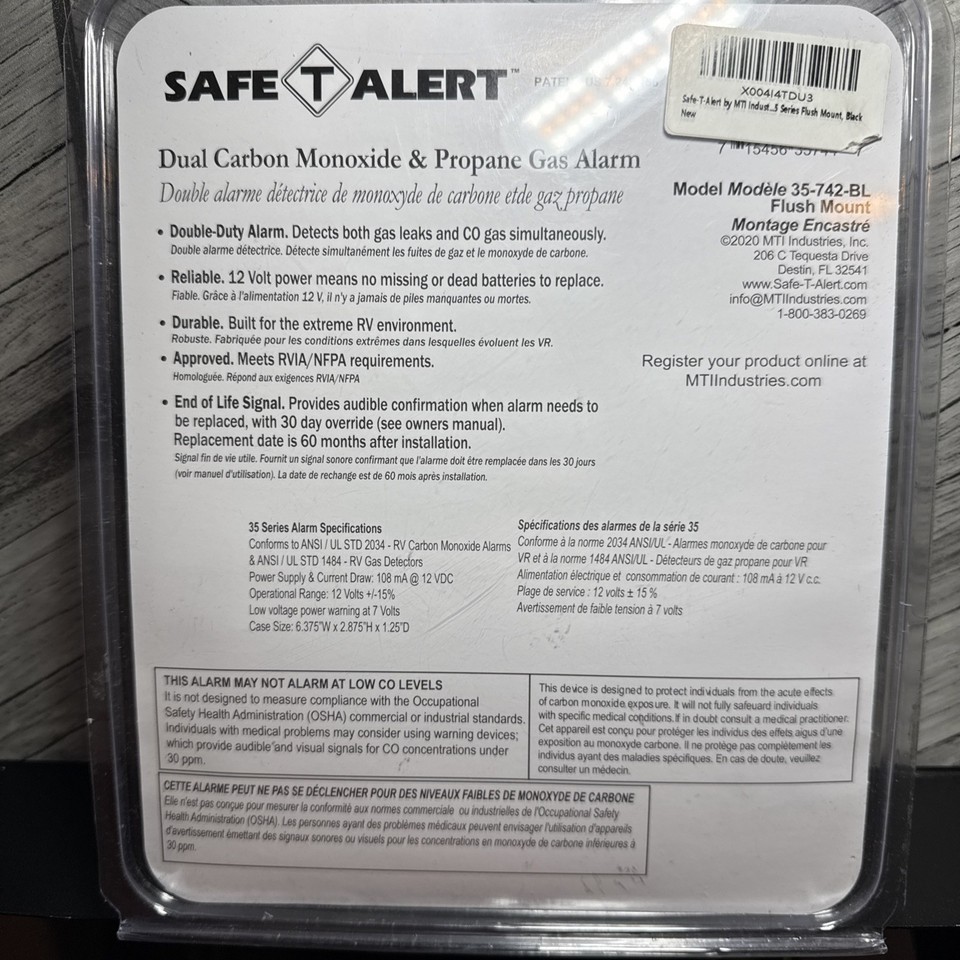 SAFE T ALERT™
X004I4TDU3
Safe-T-Alert by MTI Indust...5 Series Flush Mount, Black
New
Dual Carbon Monoxide & Propane Gas Alarm
Double alarme détectrice de monoxyde de carbone etde gaz propane
• Double-Duty Alarm. Detects both gas leaks and CO gas simultaneously.
Double alarme détectrice. Détecte simultanément les fuites de gaz et le monoxyde de carbone.
• Reliable. 12 Volt power means no missing or dead batteries to replace.
Fiable. Grâce à l'alimentation 12 V, il n'y a jamais de piles manquantes ou mortes.
• Durable. Built for the extreme RV environment.
Robuste. Fabriquée pour les conditions extrêmes dans lesquelles évoluent les VR.
• Approved. Meets RVIA/NFPA requirements.
Homologuée. Répond aux exigences RVIA/NFPA
• End of Life Signal. Provides audible confirmation when alarm needs to
be replaced, with 30 day override (see owners manual).
Replacement date is 60 months after installation.
Signal fin de vie utile. Fournit un signal sonore confirmant que l'alarme doit être remplacée dans les 30 jours
(voir manuel d'utilisation). La date de rechange est de 60 mois après installation.
Model Modèle 35-742-BL
Flush Mount
Montage Encastré
©2020 MTI Industries, Inc.
206 C Tequesta Drive
Destin, FL 32541
www.Safe-T-Alert.com
info@MTIIndustries.com
1-800-383-0269
Register your product online at
MTIIndustries.com
35 Series Alarm Specifications
Conforms to ANSI / UL STD 2034 - RV Carbon Monoxide Alarms
& ANSI / UL STD 1484 - RV Gas Detectors
Power Supply & Current Draw: 108 mA @ 12 VDC
Operational Range: 12 Volts +/-15%
Low voltage power warning at 7 Volts
Case Size: 6.375"W x 2.875"H x 1.25"D
Spécifications des alarmes de la série 35
Conforme à la norme 2034 ANSI/UL - Alarmes monoxyde de carbone pour
VR et à la norme 1484 ANSI/UL - Détecteurs de gaz propane pour VR
Alimentation électrique et consommation de courant : 108 mA à 12 V c.c.
Plage de service : 12 volts ± 15 %
Avertissement de faible tension à 7 volts
THIS ALARM MAY NOT ALARM AT LOW CO LEVELS
It is not designed to measure compliance with the Occupational
Safety Health Administration (OSHA) commercial or industrial standards.
Individuals with medical problems may consider using warning devices;
which provide audible and visual signals for CO concentrations under
30 ppm.
This device is designed to protect individuals from the acute effects
of carbon monoxide exposure. It will not fully safeuard individuals
with specific medical conditions. If in doubt consult a medical practitioner.
Cet appareil est conçu pour protéger les individus des effets aigus d'une
exposition au monoxyde carbone. Il ne protège pas complètement les
individus ayant des maladies spécifiques. En cas de doute, veuillez
consulter un médecin.
CETTE ALARME PEUT NE PAS SE DÉCLENCHER POUR DES NIVEAUX FAIBLES DE MONOXYDE DE CARBONE
Elle n'est pas conçue pour mesurer la conformité aux normes commerciale ou industrielles de l'Occupational Safety
Health Administration (OSHA). Les personnes ayant des problèmes médicaux peuvent envisager l'utilisation d'appareils
d'avertissement émettant des signaux sonores ou visuels pour les concentrations en monoxyde de carbone inférieures à
30 ppm.